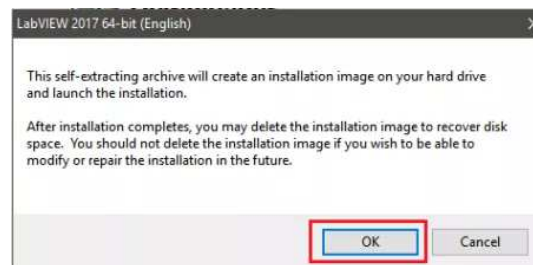 LabVIEW 2017 64-bit (English)
This self-extracting archive will create an installation image on your hard drive
and launch the installation.
After installation completes, you may delete the installation image to recover disk
space. You should not delete the installation image if you wish to be able to
modify or repair the installation in the future.
OK Cancel